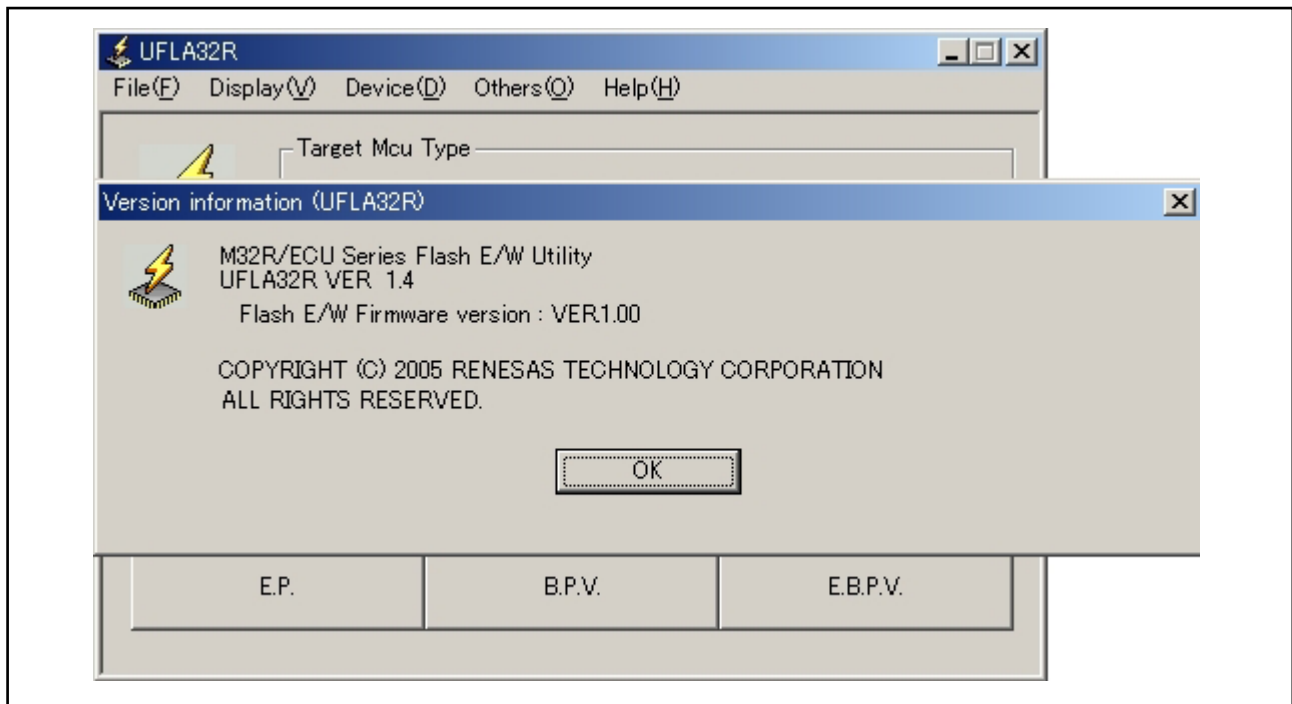 UFLA32R
File(F) Display(V) Device(D) Others(O) Help(H)
Target Mcu Type
Version information (UFLA32R)
M32R/ECU Series Flash E/W Utility
UFLA32R VER 1.4
Flash E/W Firmware version : VER.1.00
COPYRIGHT (C) 2005 RENESAS TECHNOLOGY CORPORATION
ALL RIGHTS RESERVED.
OK
E.P. B.P.V. E.B.P.V.